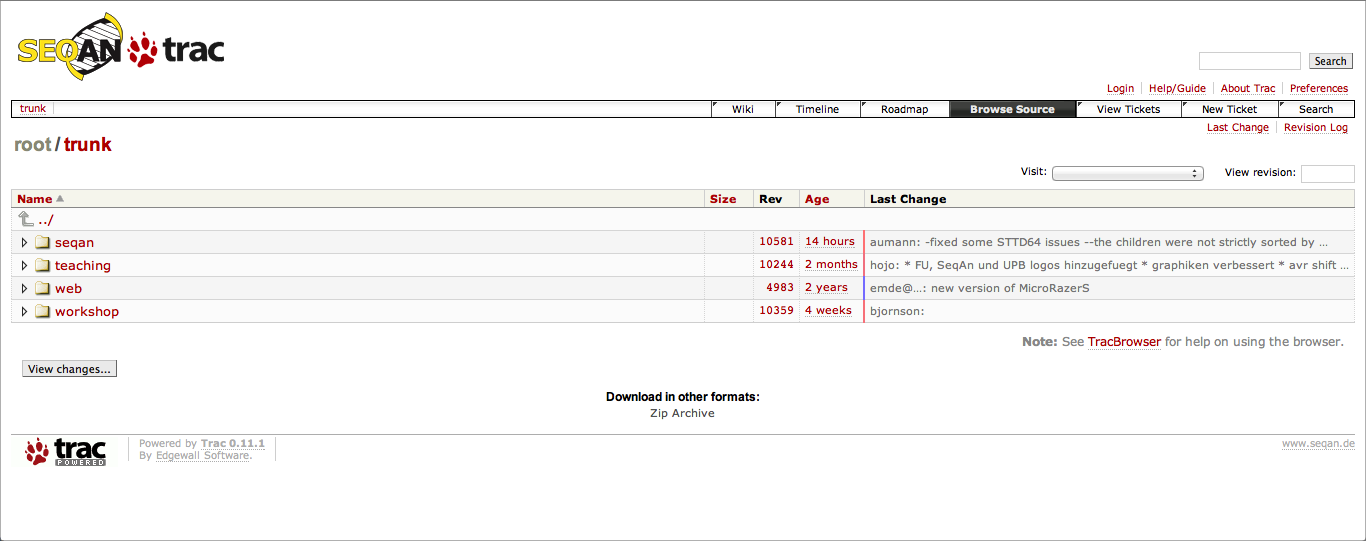 SEQAN trac
Search
Login Help/Guide About Trac Preferences
trunk Wiki Timeline Roadmap Browse Source View Tickets New Ticket Search
Last Change Revision Log
root / trunk
Visit: View revision:
Name Size Rev Age Last Change
../
seqan 10581 14 hours aumann: -fixed some STTD64 issues --the children were not strictly sorted by ...
teaching 10244 2 months hojo: * FU, SeqAn und UPB logos hinzugefuegt * graphiken verbessert * avr shift ...
web 4983 2 years emde@...: new version of MicroRazerS
workshop 10359 4 weeks bjornson:
Note: See TracBrowser for help on using the browser.
View changes...
Download in other formats:
Zip Archive
trac POWERED
Powered by Trac 0.11.1
By Edgewall Software.
www.seqan.de